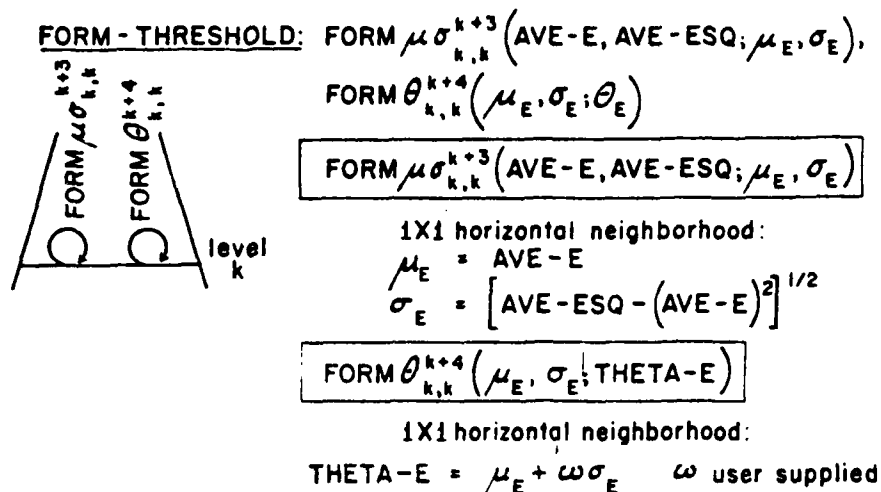 FORM-THRESHOLD: FORM μσ^{k+3}_{k,k}(AVE-E, AVE-ESQ; μ_E, σ_E),
FORM θ^{k+4}_{k,k}(μ_E, σ_E; θ_E)
FORM μσ^{k+3}_{k,k}
FORM θ^{k+4}_{k,k}
level
k
FORM μσ^{k+3}_{k,k}(AVE-E, AVE-ESQ; μ_E, σ_E)
1X1 horizontal neighborhood:
μ_E = AVE-E
σ_E = [AVE-ESQ - (AVE-E)^2]^{1/2}
FORM θ^{k+4}_{k,k}(μ_E, σ_E; THETA-E)
1X1 horizontal neighborhood:
THETA-E = μ_E + ωσ_E ω user supplied